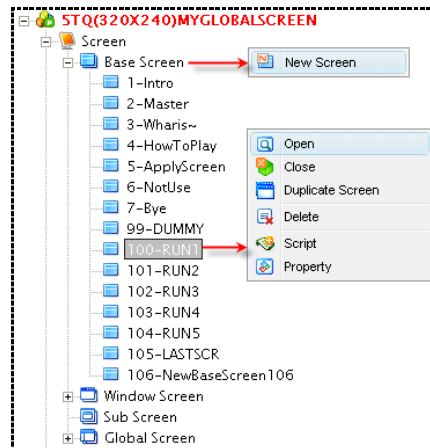 5TQ(320X240)MYGLOBALSCREEN
Screen
Base Screen
New Screen
1-Intro
2-Master
3-Wharis~
4-HowToPlay
Open
5-ApplyScreen
Close
6-NotUse
Duplicate Screen
7-Bye
Delete
99-DUMMY
100-RUN1
Script
101-RUN2
Property
102-RUN3
103-RUN4
104-RUN5
105-LASTSCR
106-NewBaseScreen106
Window Screen
Sub Screen
Global Screen